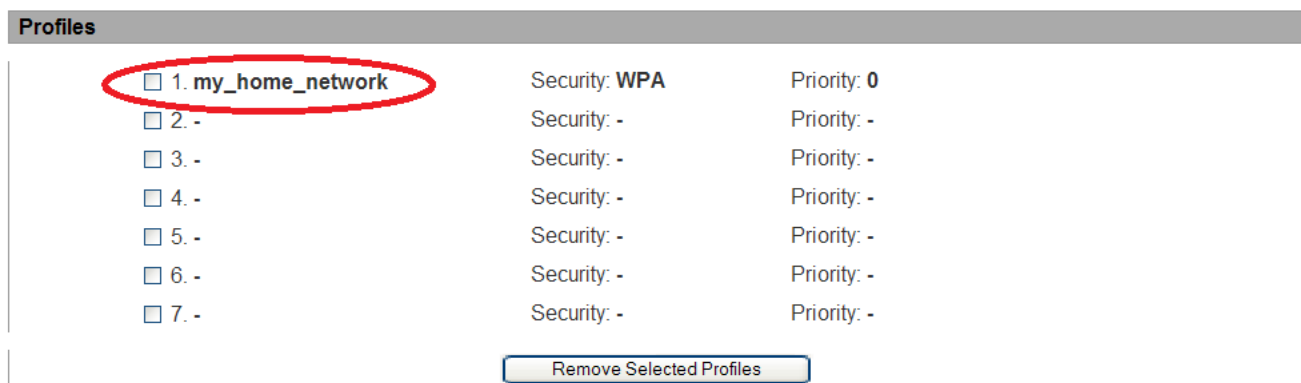 Profiles
1. my_home_network Security: WPA Priority: 0
2. - Security: - Priority: -
3. - Security: - Priority: -
4. - Security: - Priority: -
5. - Security: - Priority: -
6. - Security: - Priority: -
7. - Security: - Priority: -
Remove Selected Profiles